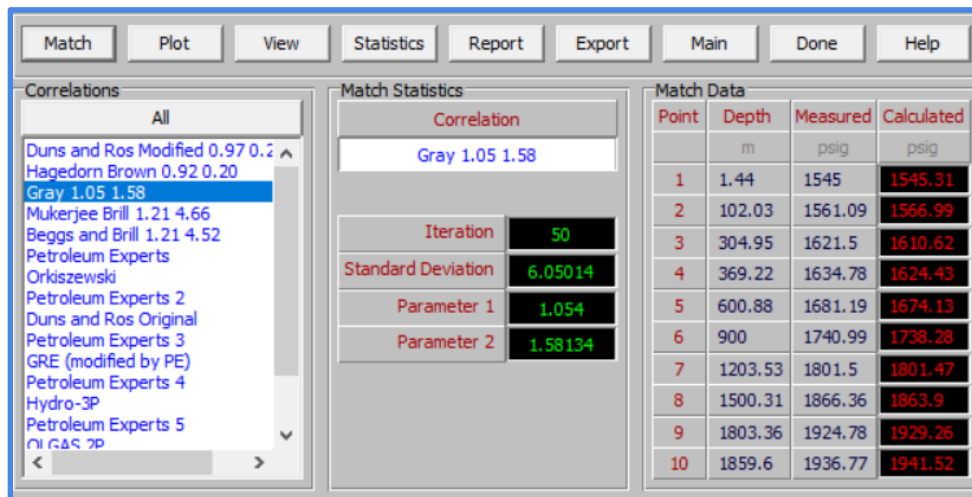 Match Plot View Statistics Report Export Main Done Help
Correlations
All
Duns and Ros Modified 0.97 0.2
Hagedorn Brown 0.92 0.20
Gray 1.05 1.58
Mukerjee Brill 1.21 4.66
Beggs and Brill 1.21 4.52
Petroleum Experts
Orkiszewski
Petroleum Experts 2
Duns and Ros Original
Petroleum Experts 3
GRE (modified by PE)
Petroleum Experts 4
Hydro-3P
Petroleum Experts 5
OLGAS 2P
Match Statistics
Correlation
Gray 1.05 1.58
Iteration 50
Standard Deviation 6.05014
Parameter 1 1.054
Parameter 2 1.58134
Match Data
Point Depth Measured Calculated
m psig psig
1 1.44 1545 1545.31
2 102.03 1561.09 1566.99
3 304.95 1621.5 1610.62
4 369.22 1634.78 1624.43
5 600.88 1681.19 1674.13
6 900 1740.99 1738.28
7 1203.53 1801.5 1801.47
8 1500.31 1866.36 1863.9
9 1803.36 1924.78 1929.26
10 1859.6 1936.77 1941.52